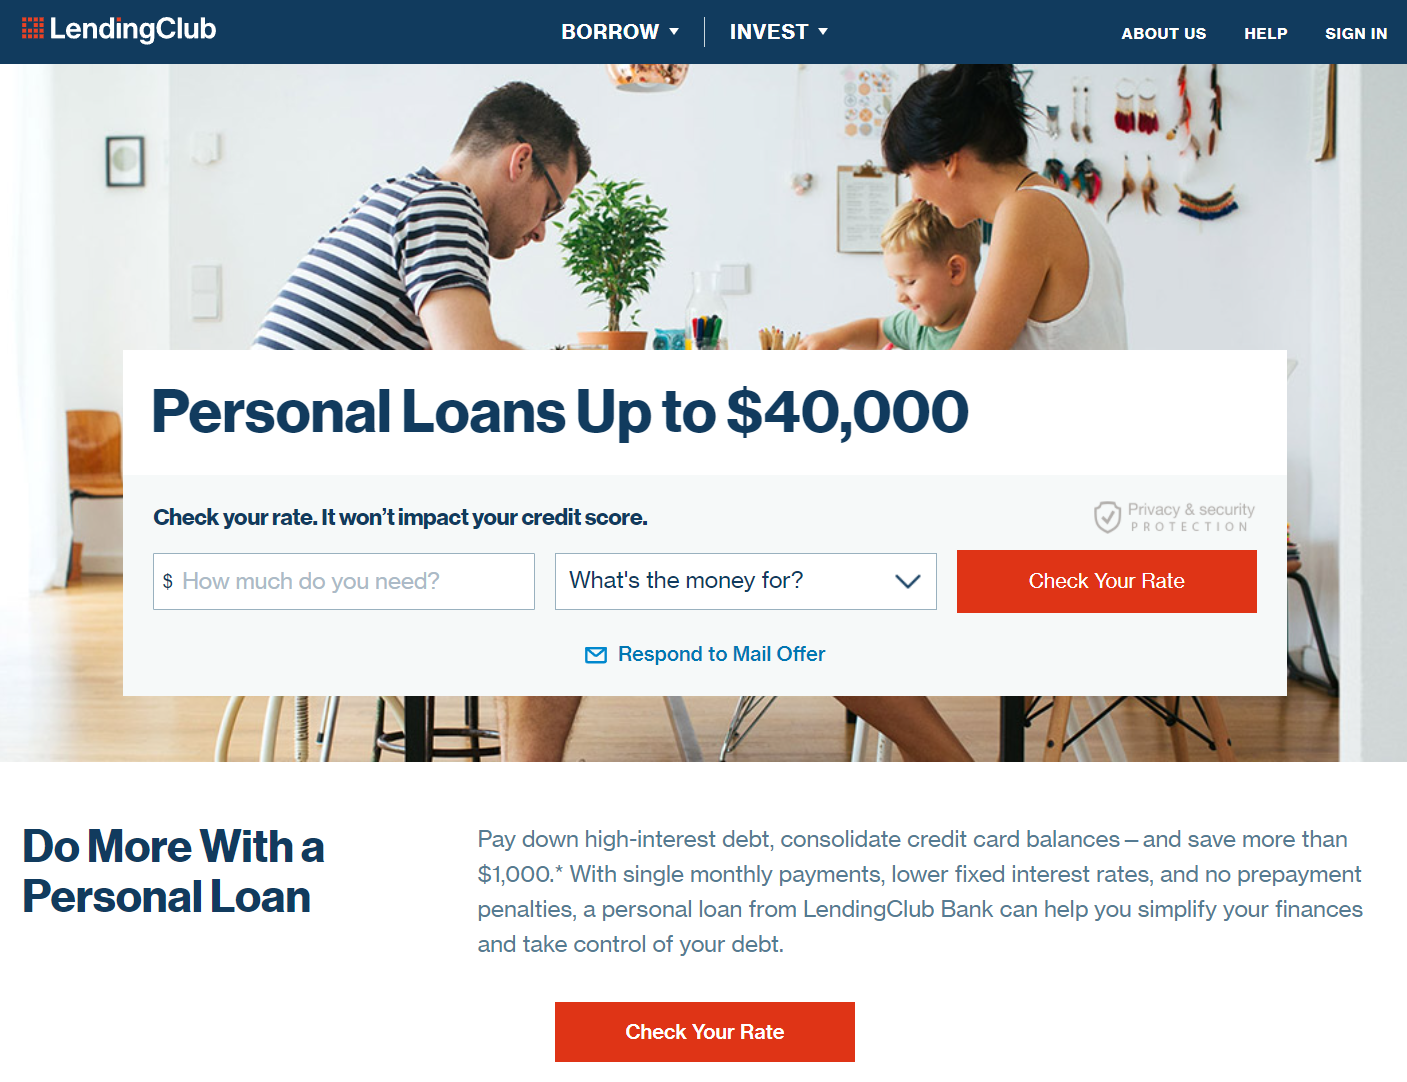 LendingClub
BORROW
INVEST
ABOUT US
HELP
SIGN IN
Personal Loans Up to $40,000
Check your rate. It won't impact your credit score.
Privacy & security
PROTECTION
$ How much do you need?
What's the money for?
Check Your Rate
Respond to Mail Offer
Do More With a
Personal Loan
Pay down high-interest debt, consolidate credit card balances – and save more than
$1,000.* With single monthly payments, lower fixed interest rates, and no prepayment
penalties, a personal loan from LendingClub Bank can help you simplify your finances
and take control of your debt.
Check Your Rate